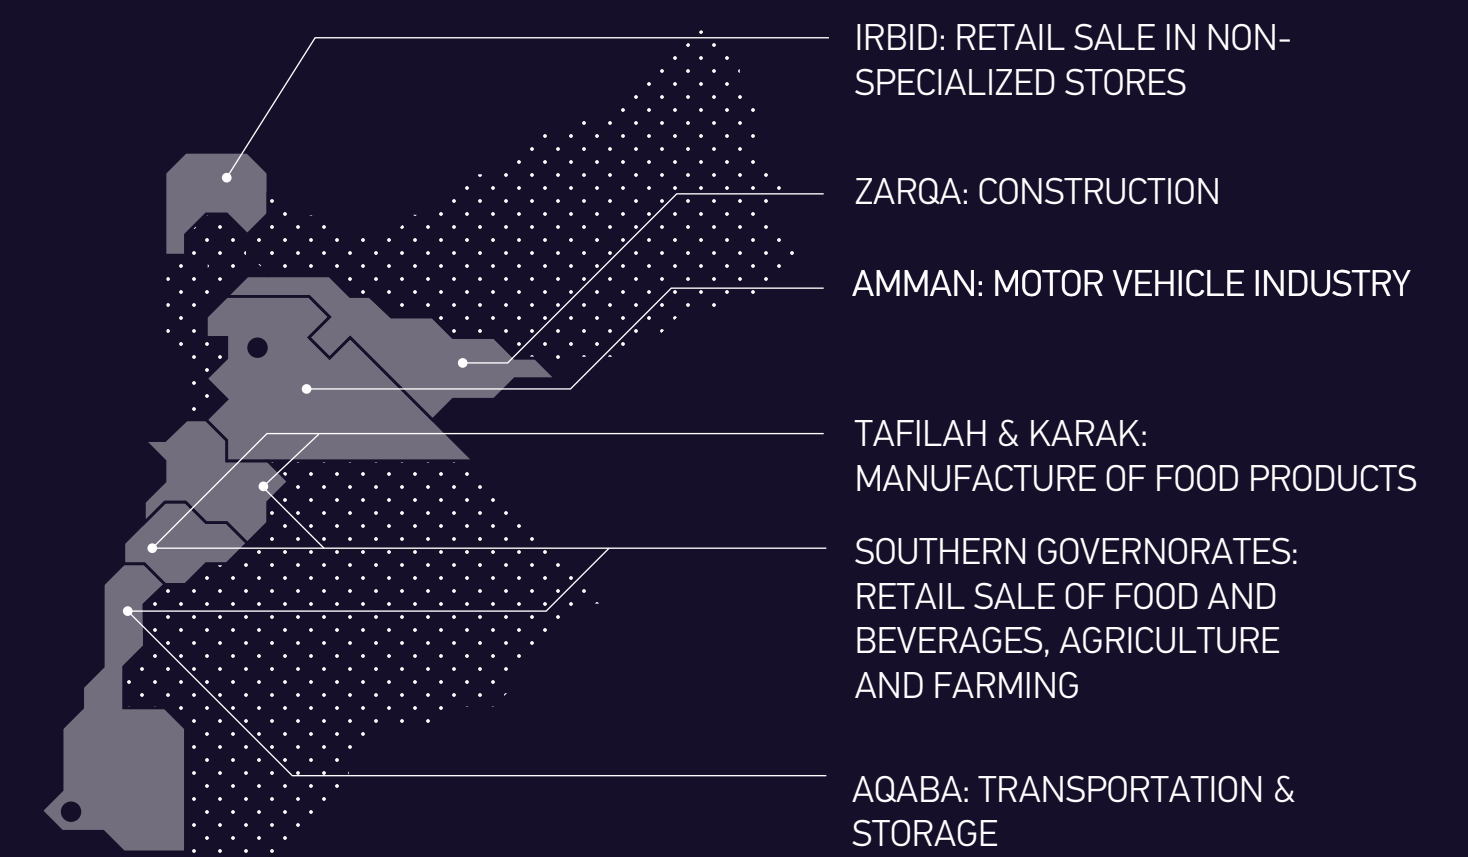 IRBID: RETAIL SALE IN NON-
SPECIALIZED STORES
ZARQA: CONSTRUCTION
AMMAN: MOTOR VEHICLE INDUSTRY
TAFILAH & KARAK:
MANUFACTURE OF FOOD PRODUCTS
SOUTHERN GOVERNORATES:
RETAIL SALE OF FOOD AND
BEVERAGES, AGRICULTURE
AND FARMING
AQABA: TRANSPORTATION &
STORAGE